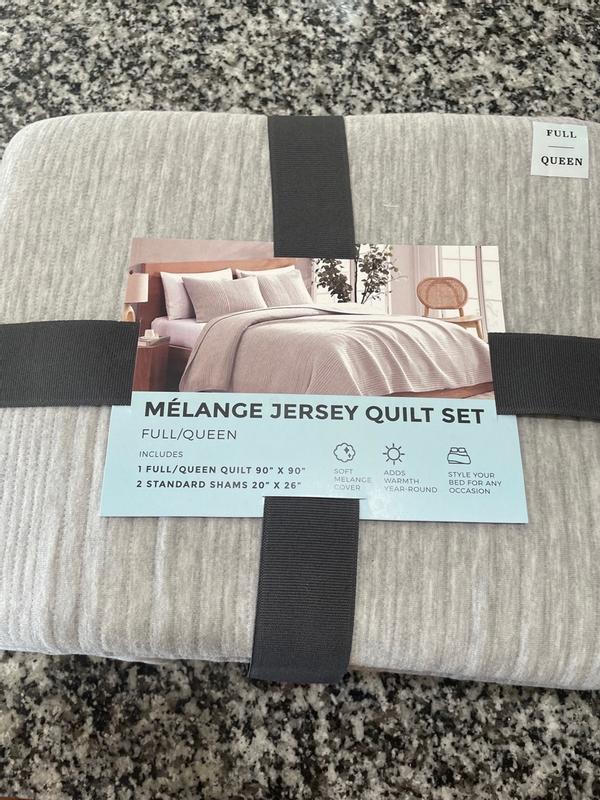 FULL
QUEEN
MÉLANGE JERSEY QUILT SET
FULL/QUEEN
INCLUDES
1 FULL/QUEEN QUILT 90" X 90"
2 STANDARD SHAMS 20" X 26"
SOFT
MELANGE
COVER
ADDS
WARMTH
YEAR-ROUND
STYLE YOUR
BED FOR ANY
OCCASION